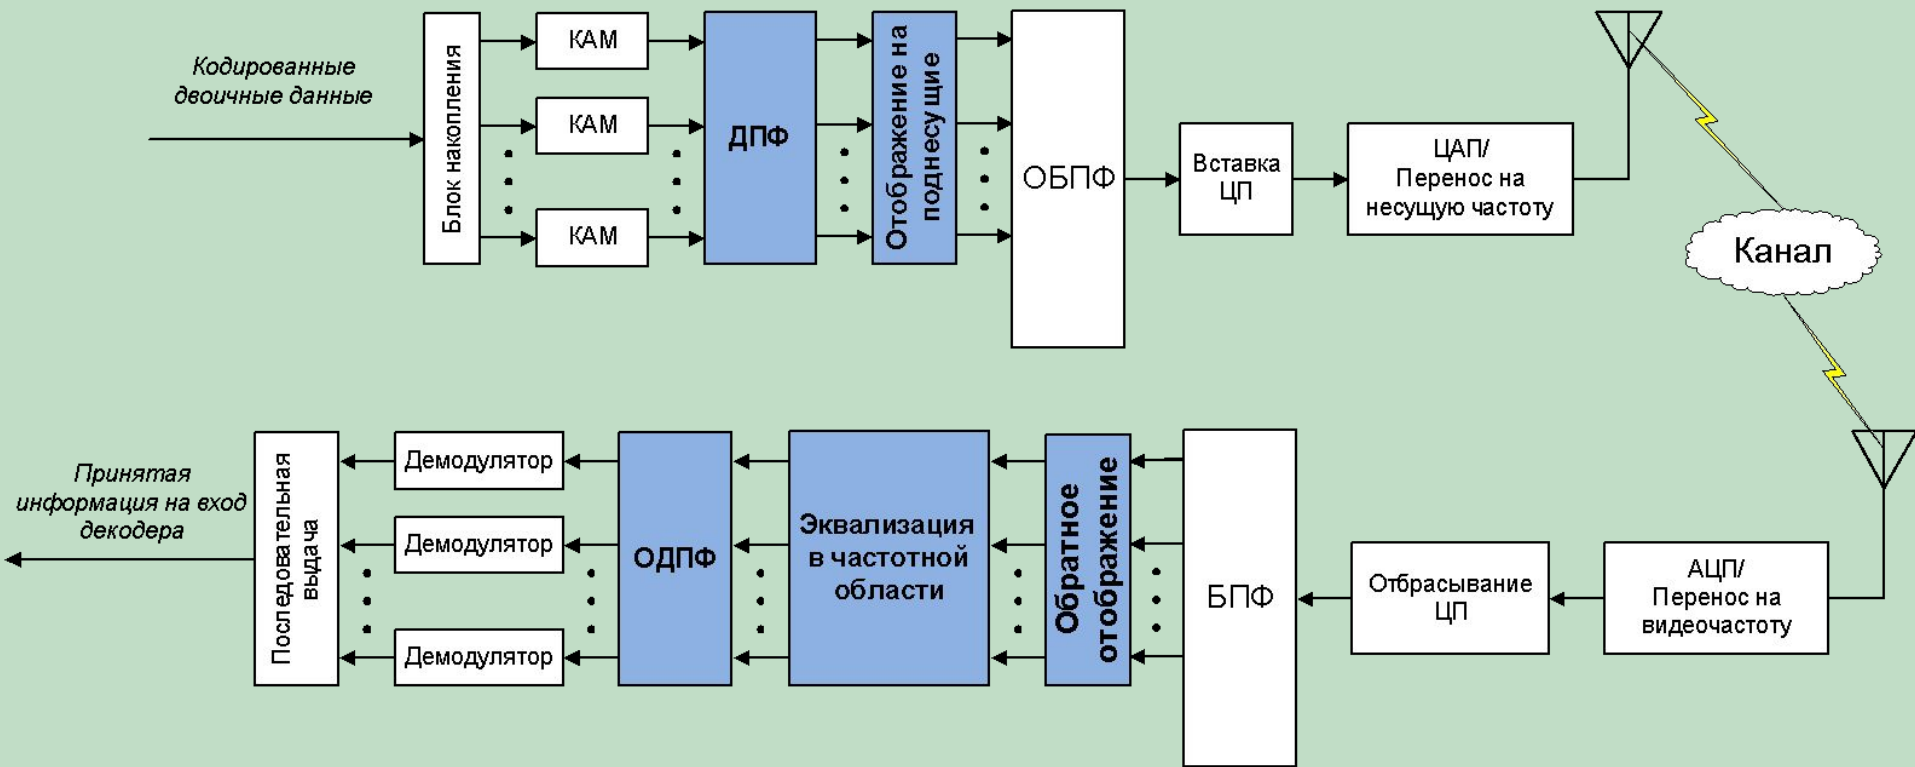 Кодированные
двоичные данные
Блок накопления
КАМ
КАМ
КАМ
ДПФ
Отображение на
поднесущие
ОБПФ
Вставка
ЦП
ЦАП/
Перенос на
несущую частоту
Канал
Принятая
информация на вход
декодера
Последовательная
выдача
Демодулятор
Демодулятор
Демодулятор
ОДПФ
Эквализация
в частотной
области
Обратное
отображение
БПФ
Отбрасывание
ЦП
АЦП/
Перенос на
видеочастоту